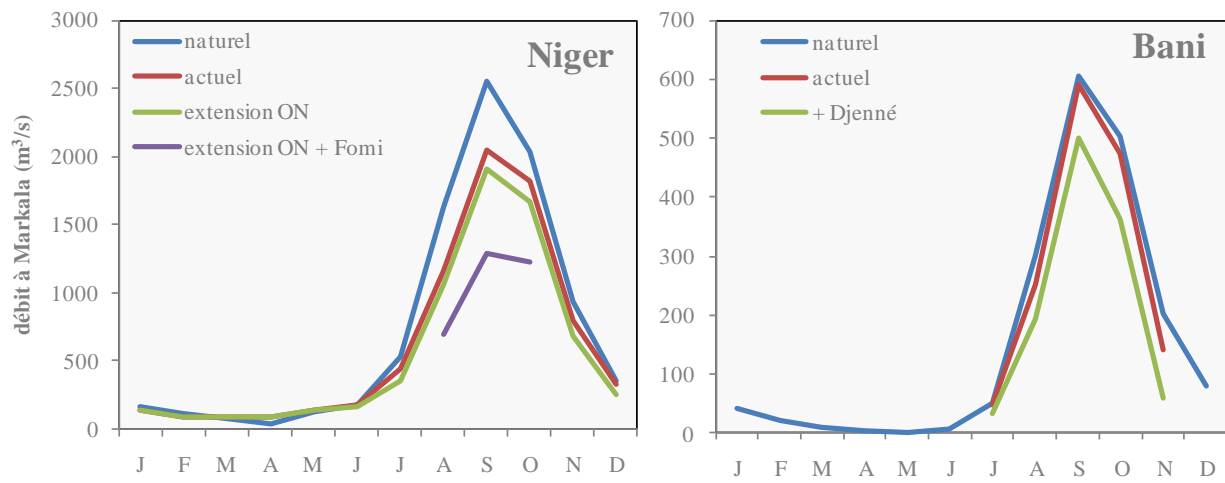 Niger
débit à Markala (m³/s)
3000
2500
2000
1500
1000
500
0
naturel
actuel
extension ON
extension ON + Fomi
J F M A M J J A S O N D
Bani
700
600
500
400
300
200
100
0
naturel
actuel
+ Djenné
J F M A M J J A S O N D